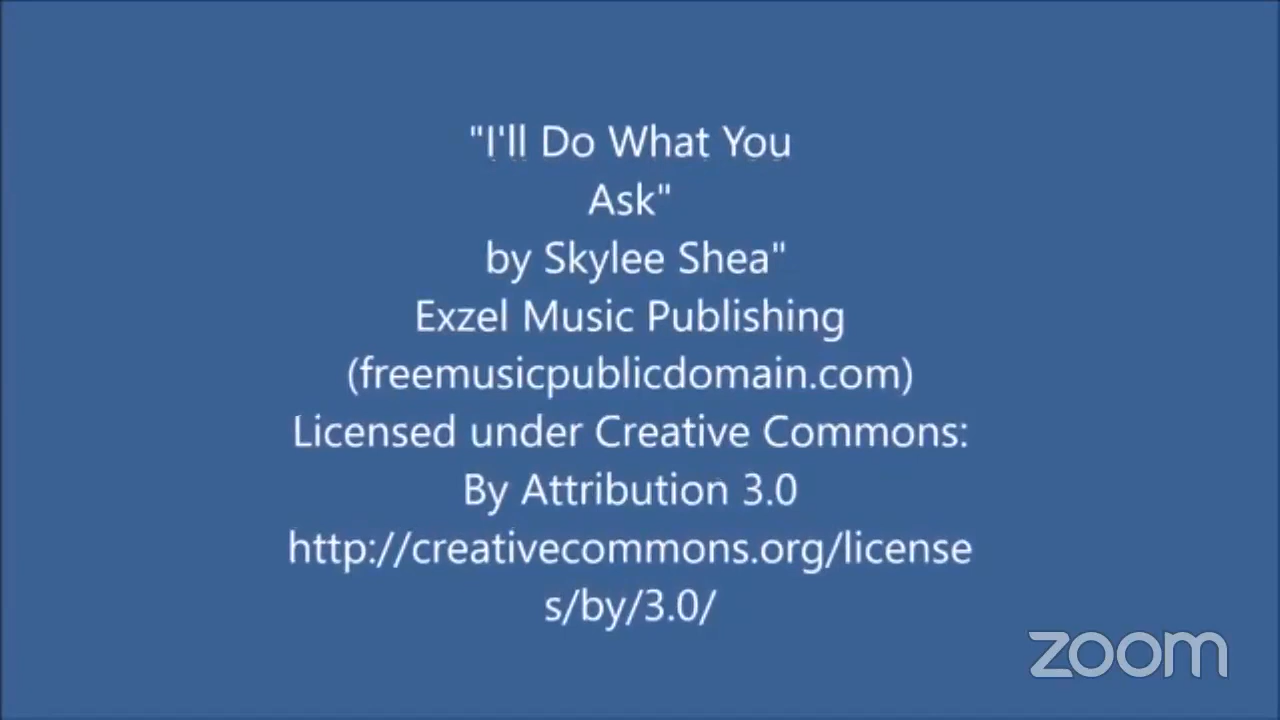 "I'll Do What You
Ask"
by Skylee Shea"
Exzel Music Publishing
(freemusicpublicdomain.com)
Licensed under Creative Commons:
By Attribution 3.0
http://creativecommons.org/license
s/by/3.0/
zoom